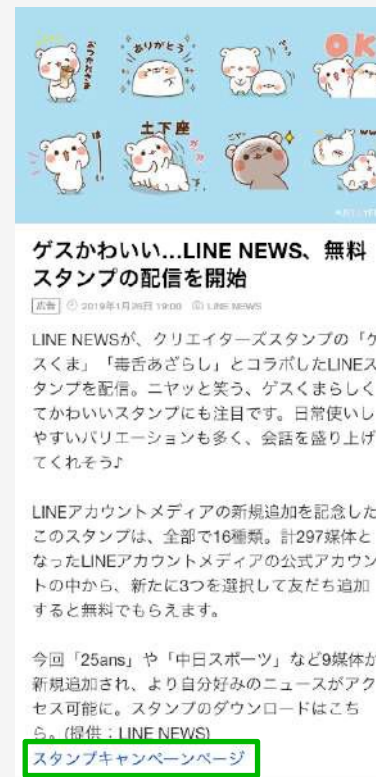 おつかれさま
ありがとう
OK
は
土下座
ゲスかわいい…LINE NEWS、無料
スタンプの配信を開始
広告 2019年1月26日 19:00 LINE NEWS
LINE NEWSが、クリエイターズスタンプの「ゲ
スくま」「毒舌あざらし」とコラボしたLINEス
タンプを配信。ニヤッと笑う、ゲスくまらしく
てかわいいスタンプにも注目です。日常使いし
やすいバリエーションも多く、会話を盛り上げ
てくれそう♪
LINEアカウントメディアの新規追加を記念した
このスタンプは、全部で16種類。計297媒体と
なったLINEアカウントメディアの公式アカウン
トの中から、新たに3つを選択して友だち追加
すると無料でもらえます。
今回「25ans」や「中日スポーツ」など9媒体が
新規追加され、より自分好みのニュースがアク
セス可能に。スタンプのダウンロードはこち
ら。(提供：LINE NEWS)
スタンプキャンペーンページ